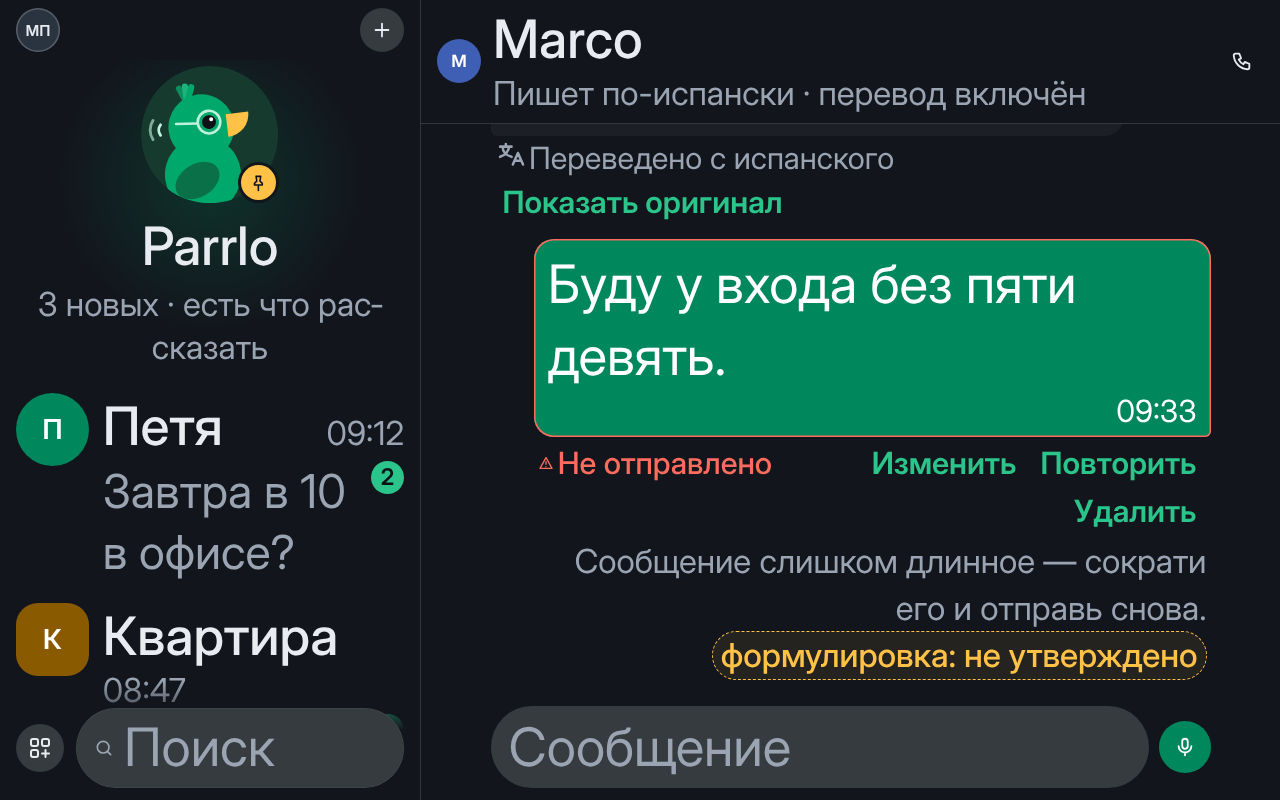 МП
Parrlo
3 новых · есть что рас-
сказать
П
Петя
09:12
Завтра в 10
2
в офисе?
К
Квартира
08:47
Поиск
М
Marco
Пишет по-испански · перевод включён
Переведено с испанского
Показать оригинал
Буду у входа без пяти
девять.
09:33
Не отправлено
Изменить
Повторить
Удалить
Сообщение слишком длинное — сократи
его и отправь снова.
формулировка: не утверждено
Сообщение